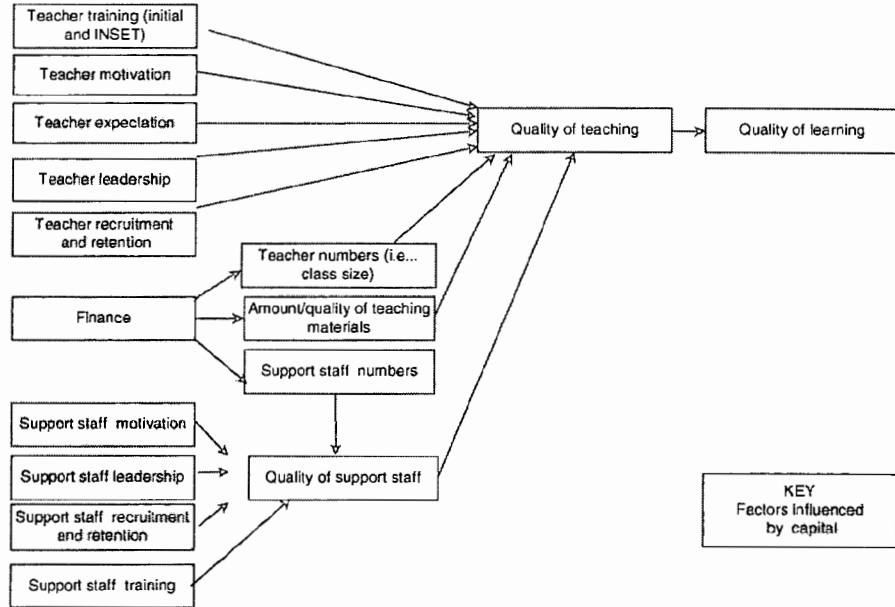 Teacher training (initial
and INSET)
Teacher motivation
Teacher expectation
Quality of teaching
Quality of learning
Teacher leadership
Teacher recruitment
and retention
Teacher numbers (i.e...
class size)
Finance
Amount/quality of teaching
materials
Support staff numbers
Support staff motivation
Support staff leadership
Quality of support staff
Support staff recruitment
and retention
Support staff training
KEY
Factors influenced
by capital